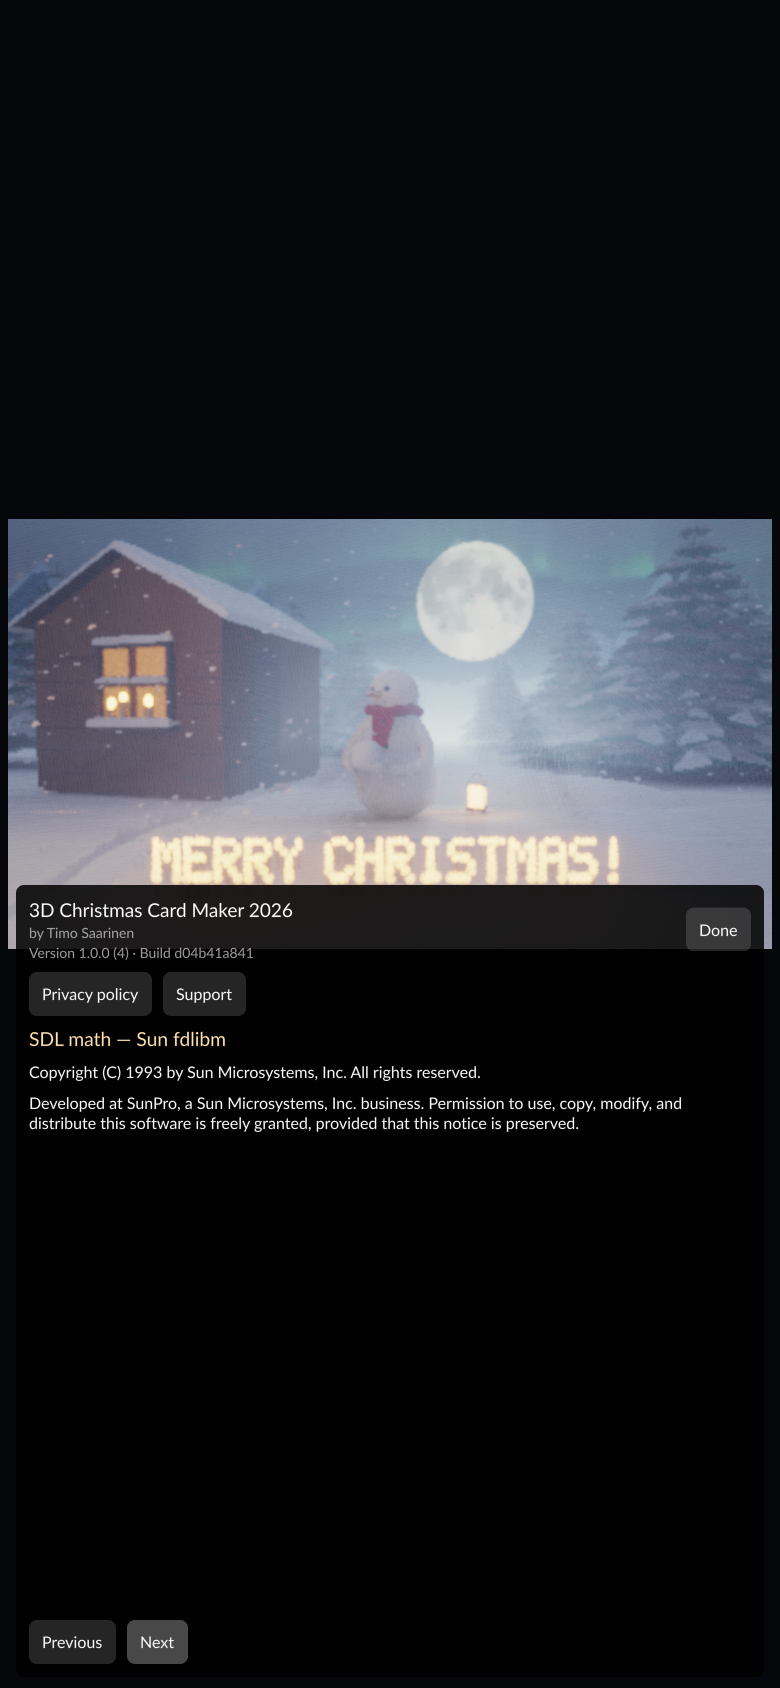 MERRY CHRISTMAS!
3D Christmas Card Maker 2026
by Timo Saarinen
Done
Version 1.0.0 (4) · Build d04b41a841
Privacy policy Support
SDL math — Sun fdlibm
Copyright (C) 1993 by Sun Microsystems, Inc. All rights reserved.
Developed at SunPro, a Sun Microsystems, Inc. business. Permission to use, copy, modify, and
distribute this software is freely granted, provided that this notice is preserved.
Previous Next